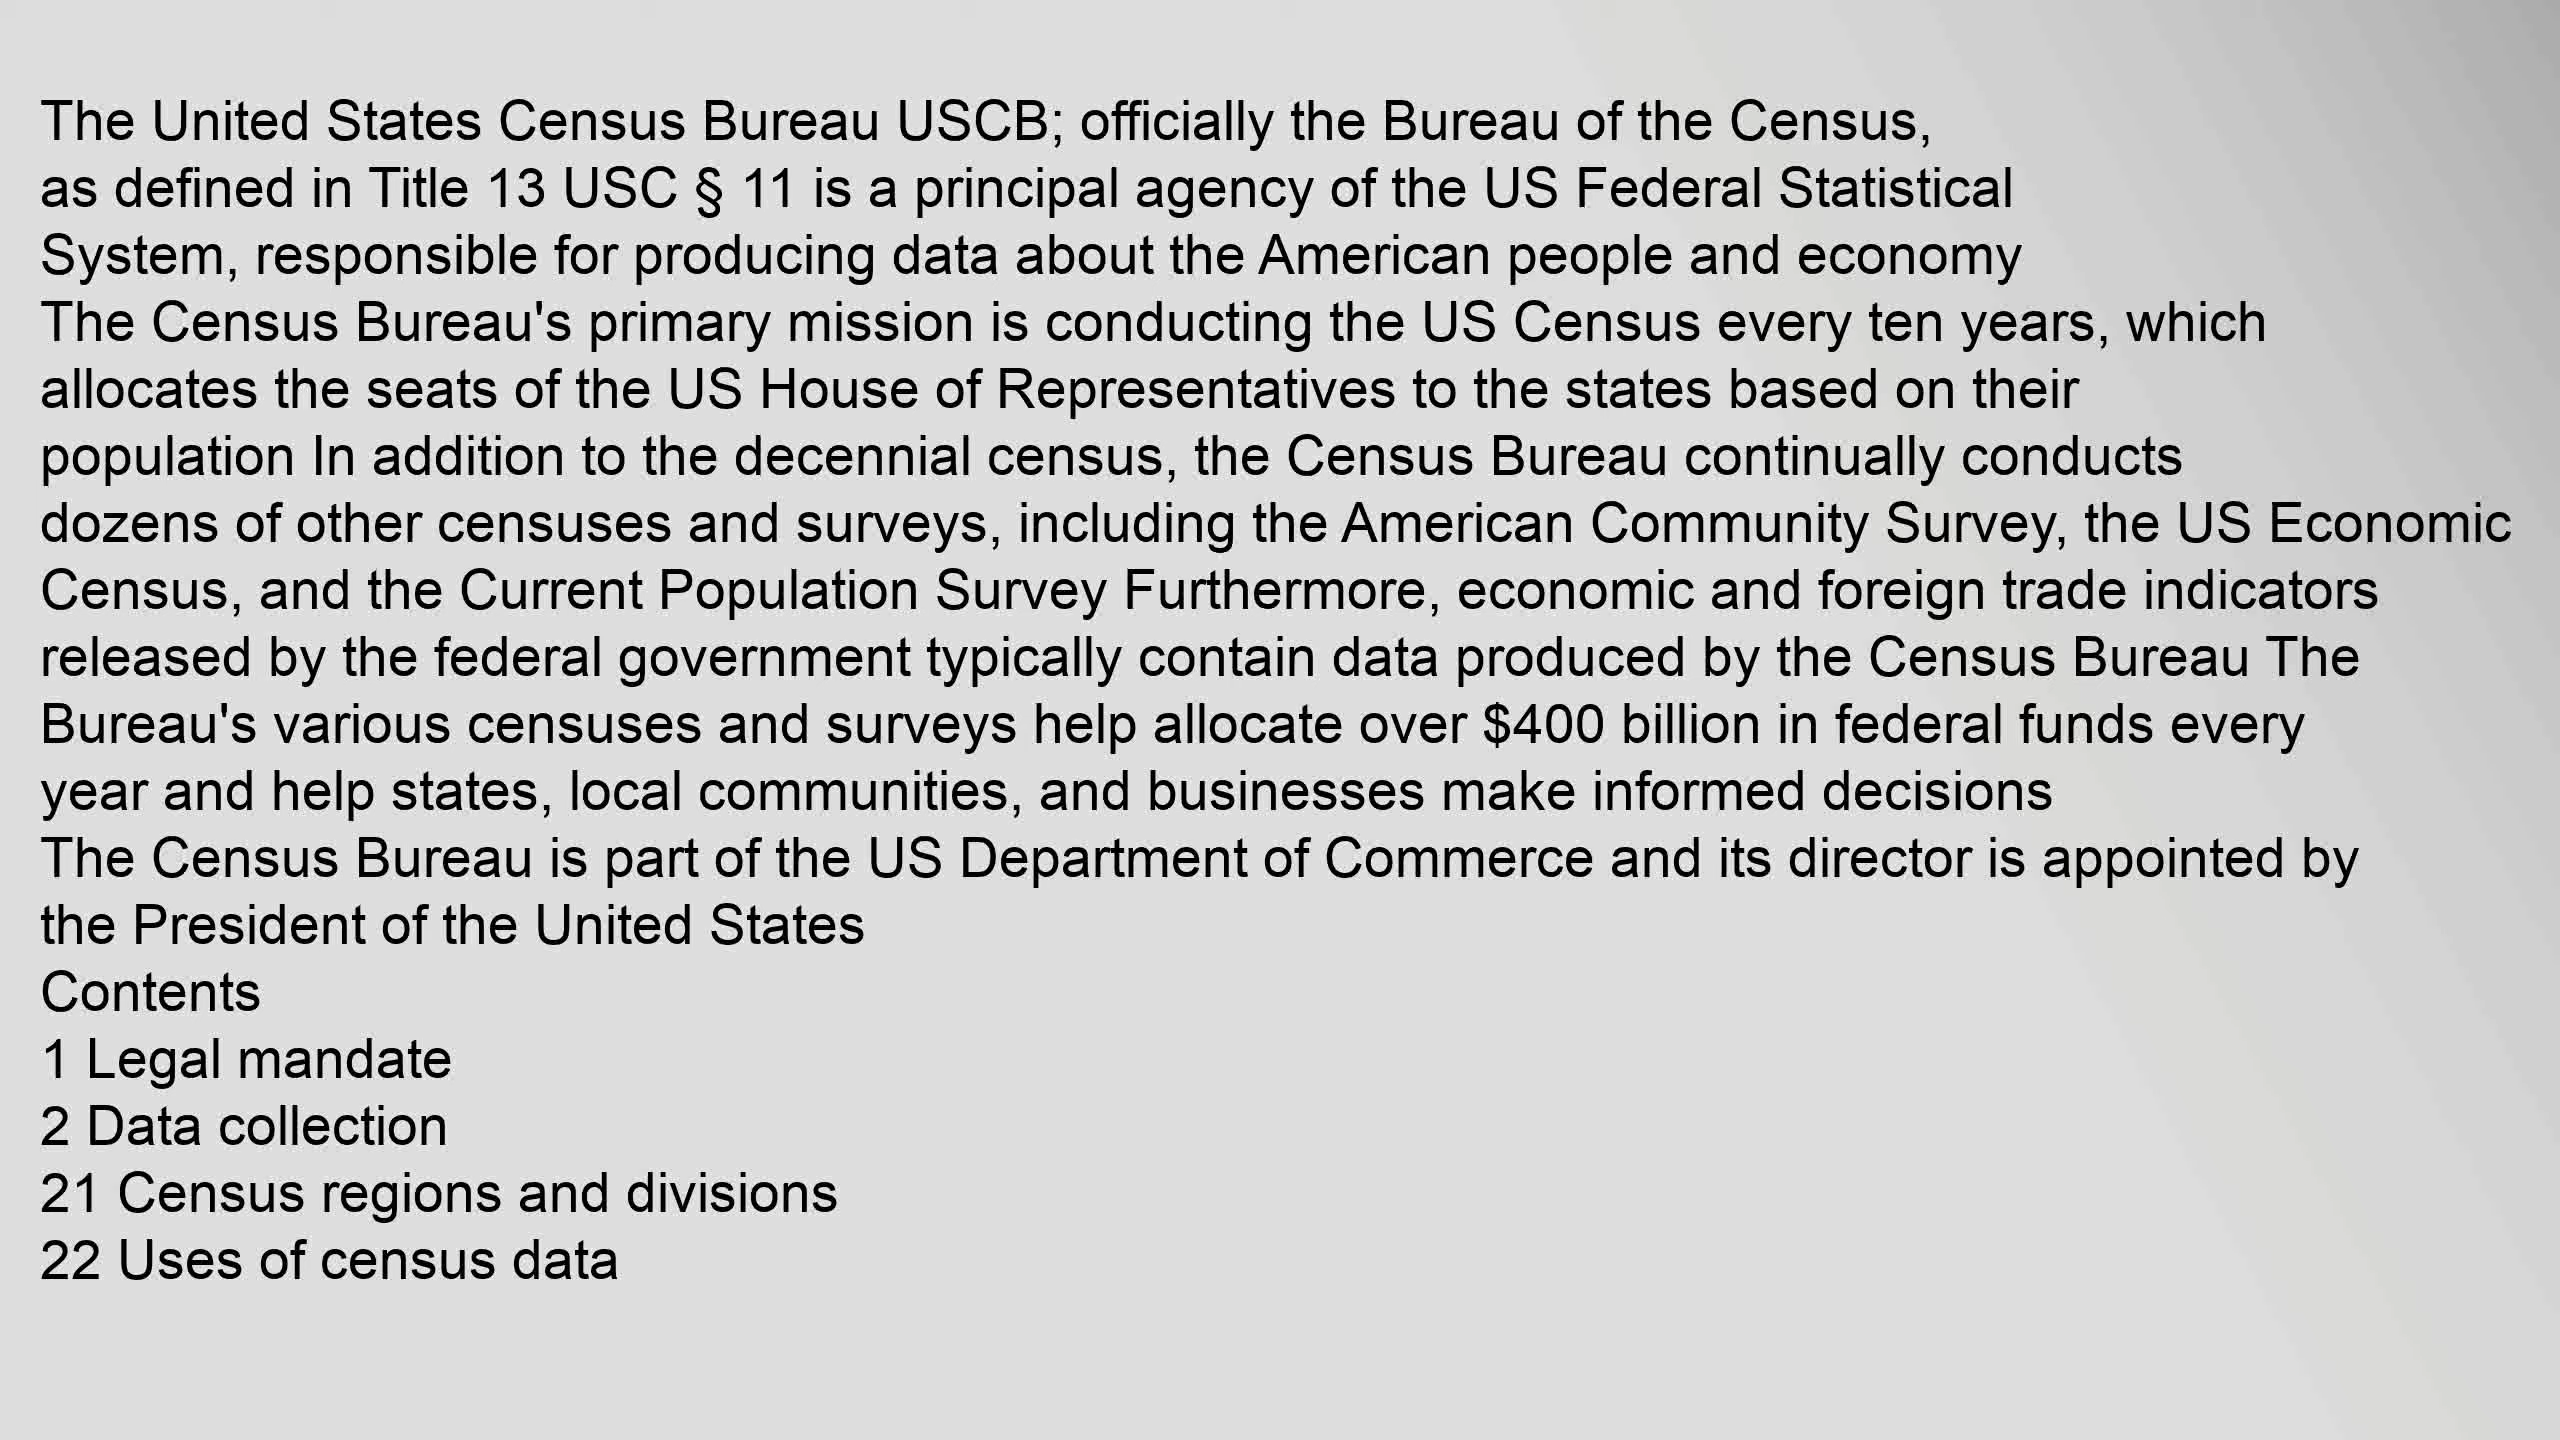 The United States Census Bureau USCB; officially the Bureau of the Census,
as defined in Title 13 USC § 11 is a principal agency of the US Federal Statistical
System, responsible for producing data about the American people and economy
The Census Bureau's primary mission is conducting the US Census every ten years, which
allocates the seats of the US House of Representatives to the states based on their
population In addition to the decennial census, the Census Bureau continually conducts
dozens of other censuses and surveys, including the American Community Survey, the US Economic
Census, and the Current Population Survey Furthermore, economic and foreign trade indicators
released by the federal government typically contain data produced by the Census Bureau The
Bureau's various censuses and surveys help allocate over $400 billion in federal funds every
year and help states, local communities, and businesses make informed decisions
The Census Bureau is part of the US Department of Commerce and its director is appointed by
the President of the United States
Contents
1 Legal mandate
2 Data collection
21 Census regions and divisions
22 Uses of census data